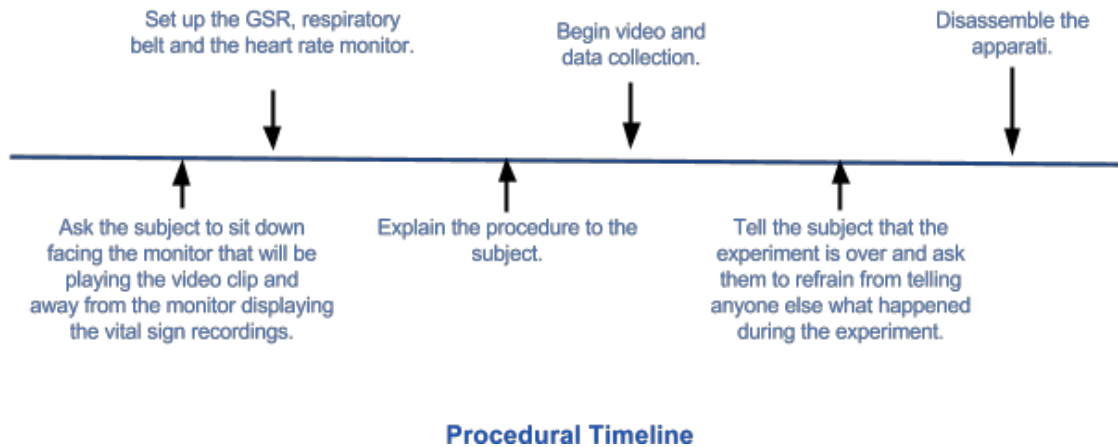 Set up the GSR, respiratory
belt and the heart rate monitor.
Begin video and
data collection.
Disassemble the
apparati.
Ask the subject to sit down
facing the monitor that will be
playing the video clip and
away from the monitor displaying
the vital sign recordings.
Explain the procedure to the
subject.
Tell the subject that the
experiment is over and ask
them to refrain from telling
anyone else what happened
during the experiment.
Procedural Timeline